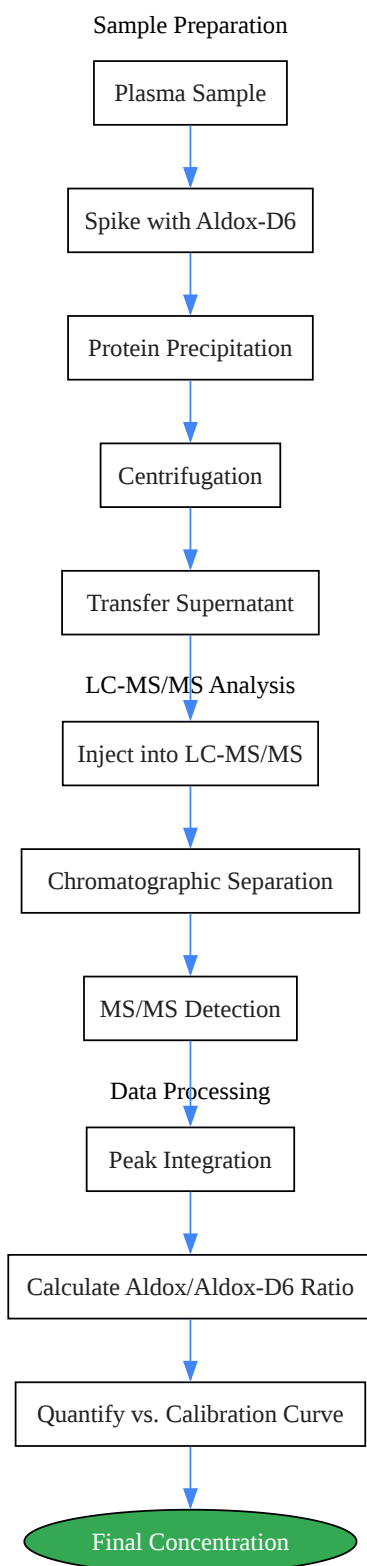 Sample Preparation
Plasma Sample
Spike with Aldox-D6
Protein Precipitation
Centrifugation
Transfer Supernatant
LC-MS/MS Analysis
Inject into LC-MS/MS
Chromatographic Separation
MS/MS Detection
Data Processing
Peak Integration
Calculate Aldox/Aldox-D6 Ratio
Quantify vs. Calibration Curve
Final Concentration